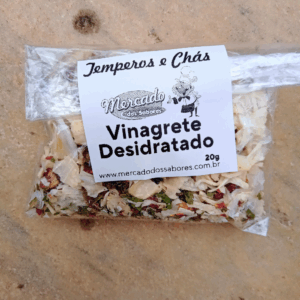 Temperos e Chás
Mercado
dos Sabores
Vinagrete
Desidratado
20g
www.mercadodossabores.com.br